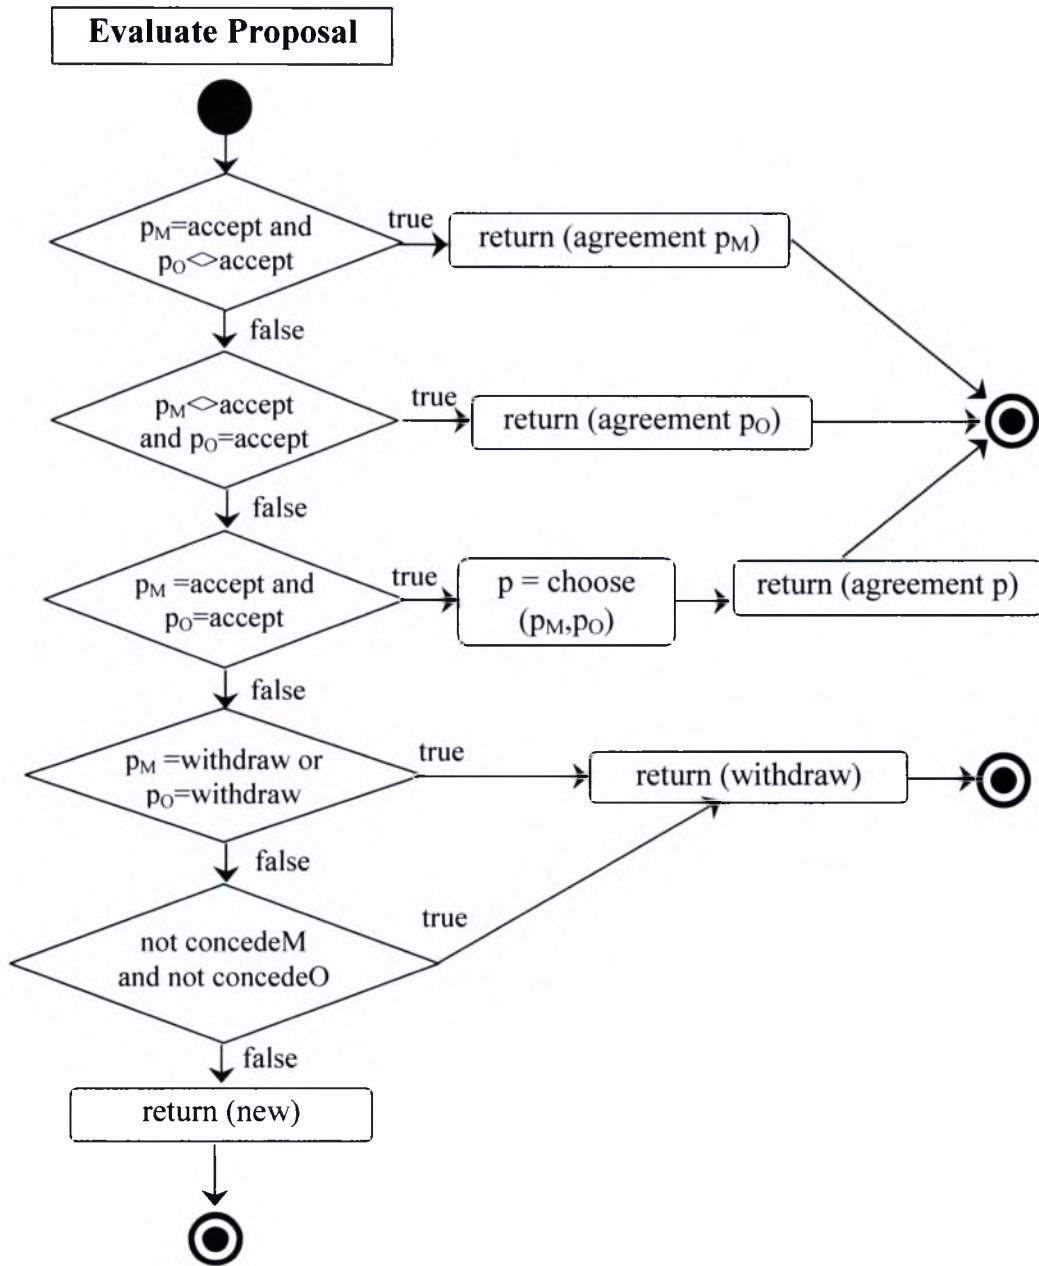 Evaluate Proposal
pM=accept and
pO<>accept
true
return (agreement pM)
false
pM<>accept
and pO=accept
true
return (agreement pO)
false
pM =accept and
pO=accept
true
p = choose
(pM,pO)
return (agreement p)
false
pM =withdraw or
pO=withdraw
true
return (withdraw)
false
not concedeM
and not concedeO
true
false
return (new)